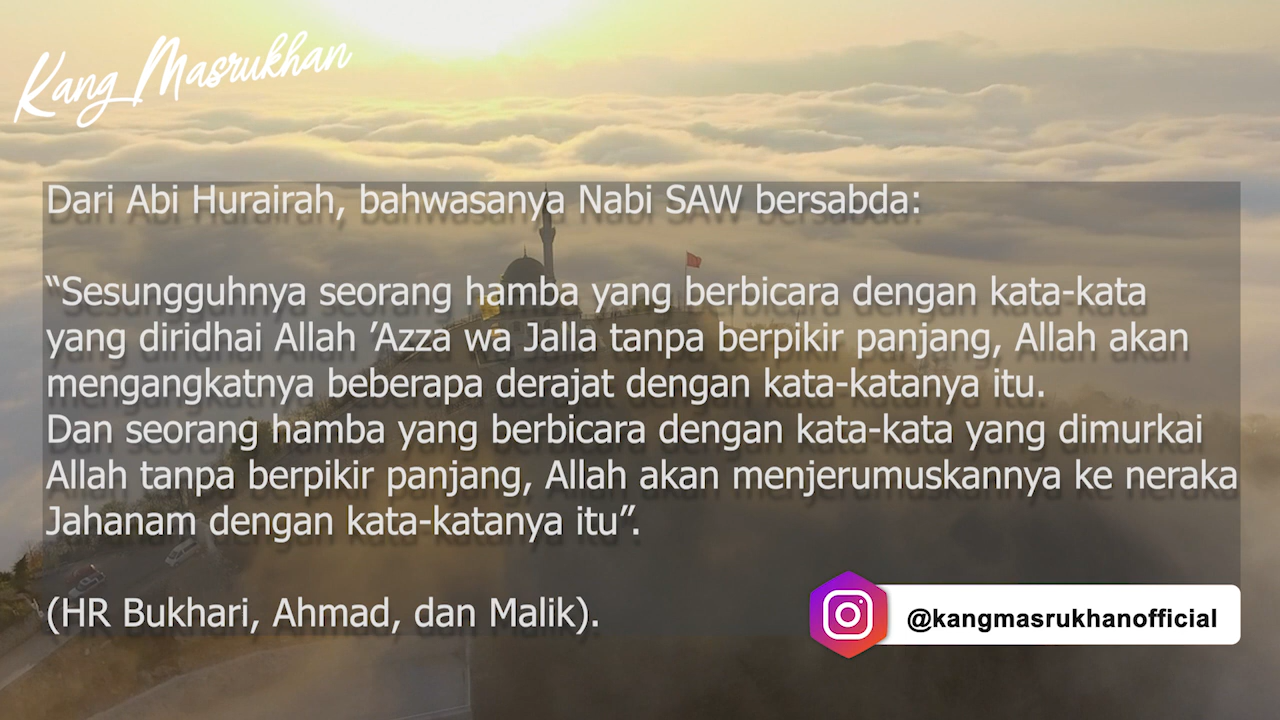 Kang Masrukhan
Dari Abi Hurairah, bahwasanya Nabi SAW bersabda:
“Sesungguhnya seorang hamba yang berbicara dengan kata-kata
yang diridhai Allah ’Azza wa Jalla tanpa berpikir panjang, Allah akan
mengangkatnya beberapa derajat dengan kata-katanya itu.
Dan seorang hamba yang berbicara dengan kata-kata yang dimurkai
Allah tanpa berpikir panjang, Allah akan menjerumuskannya ke neraka
Jahanam dengan kata-katanya itu”.
(HR Bukhari, Ahmad, dan Malik).
@kangmasrukhanofficial